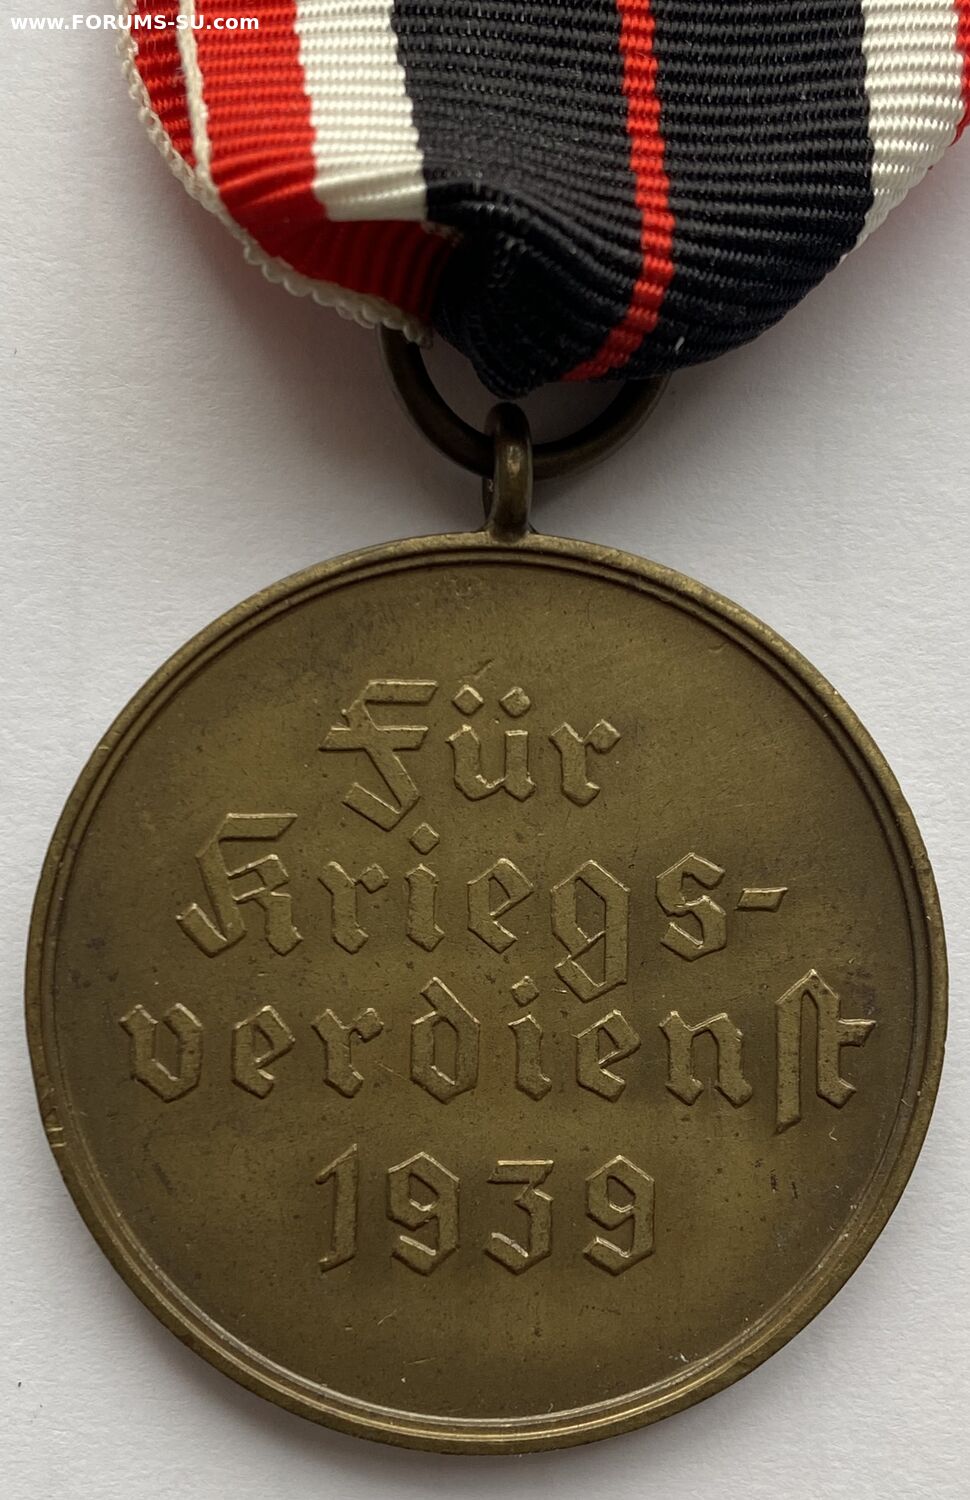 www.FORUMS-SU.com
Für
Kriegs-
verdienst
1939